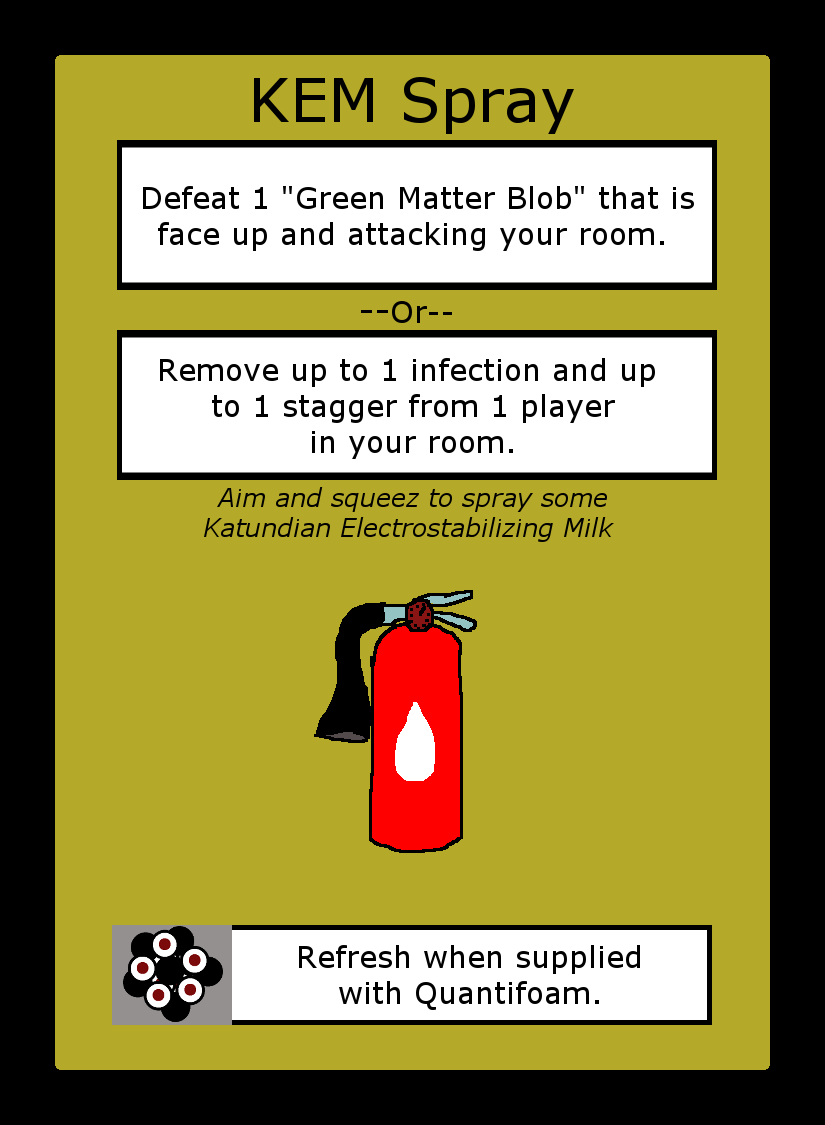 KEM Spray
Defeat 1 "Green Matter Blob" that is
face up and attacking your room.
--Or--
Remove up to 1 infection and up
to 1 stagger from 1 player
in your room.
Aim and squeez to spray some
Katundian Electrostabilizing Milk
Refresh when supplied
with Quantifoam.